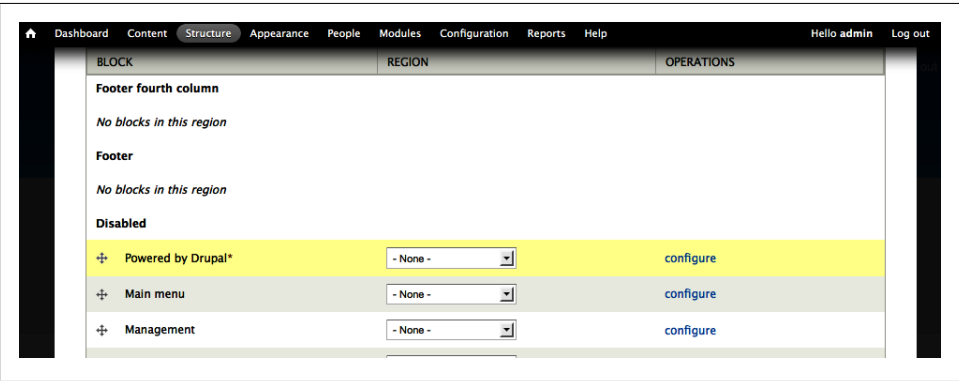 Dashboard Content Structure Appearance People Modules Configuration Reports Help Hello admin Log out
BLOCK REGION OPERATIONS
Footer fourth column
No blocks in this region
Footer
No blocks in this region
Disabled
Powered by Drupal* - None - configure
Main menu - None - configure
Management - None - configure